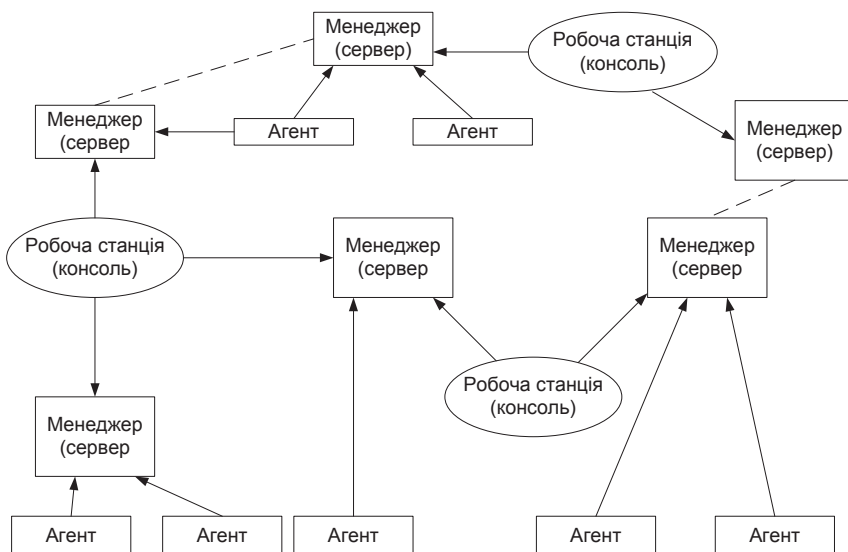 Менеджер
(сервер)
Робоча станція
(консоль)
Менеджер
(сервер
Агент
Агент
Менеджер
(сервер)
Робоча станція
(консоль)
Менеджер
(сервер
Менеджер
(сервер
Робоча станція
(консоль)
Менеджер
(сервер
Агент
Агент
Агент
Агент
Агент